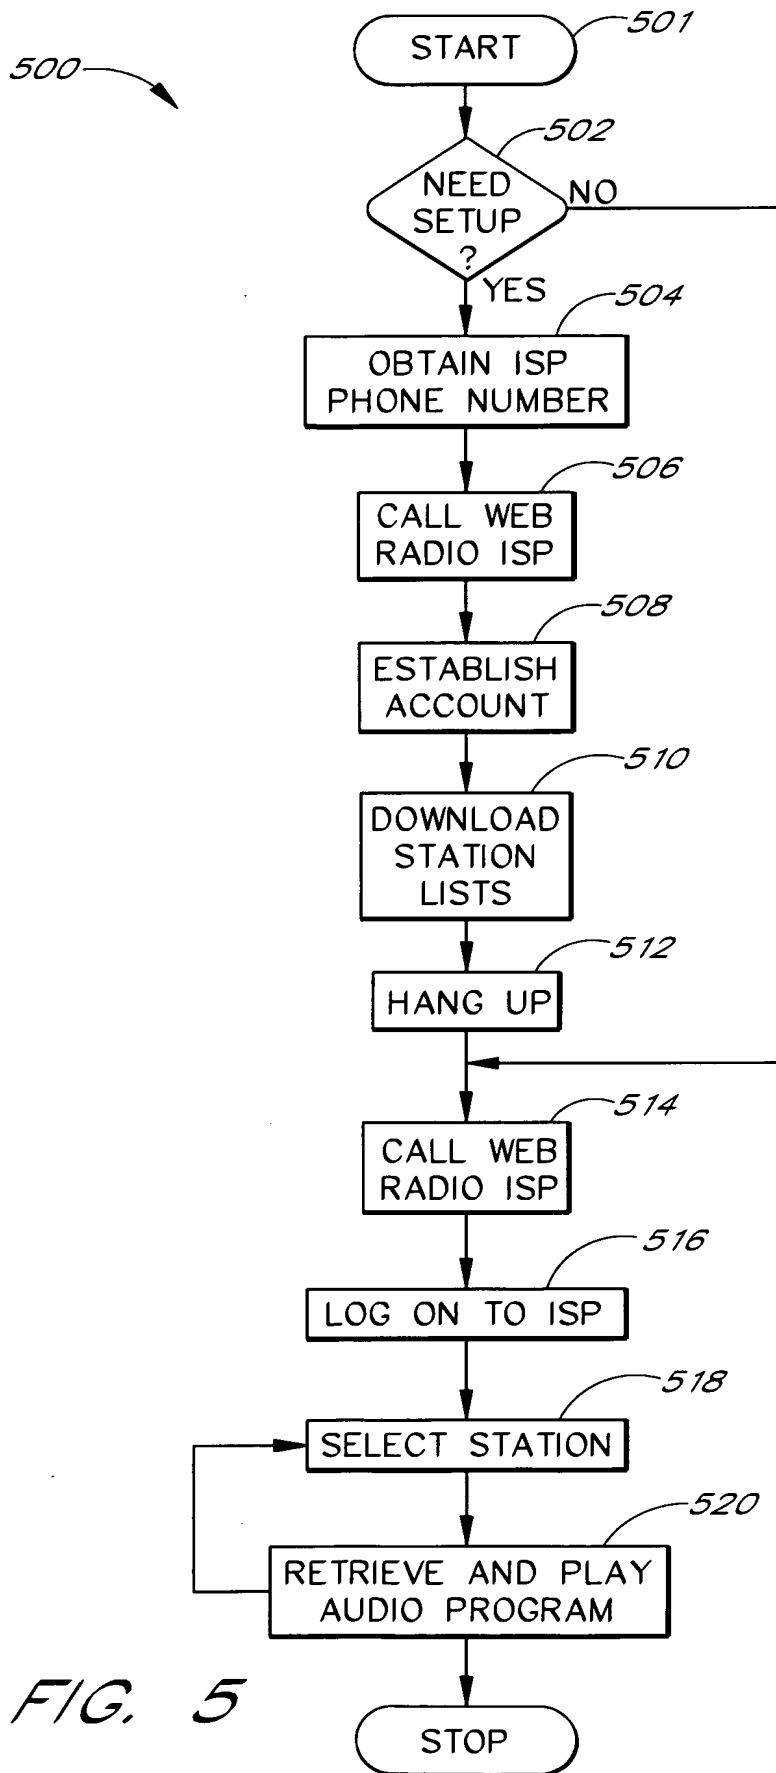 START
501
500
502
NEED
SETUP
?
NO
YES
504
OBTAIN ISP
PHONE NUMBER
506
CALL WEB
RADIO ISP
508
ESTABLISH
ACCOUNT
510
DOWNLOAD
STATION
LISTS
512
HANG UP
514
CALL WEB
RADIO ISP
516
LOG ON TO ISP
518
SELECT STATION
520
RETRIEVE AND PLAY
AUDIO PROGRAM
STOP
FIG. 5